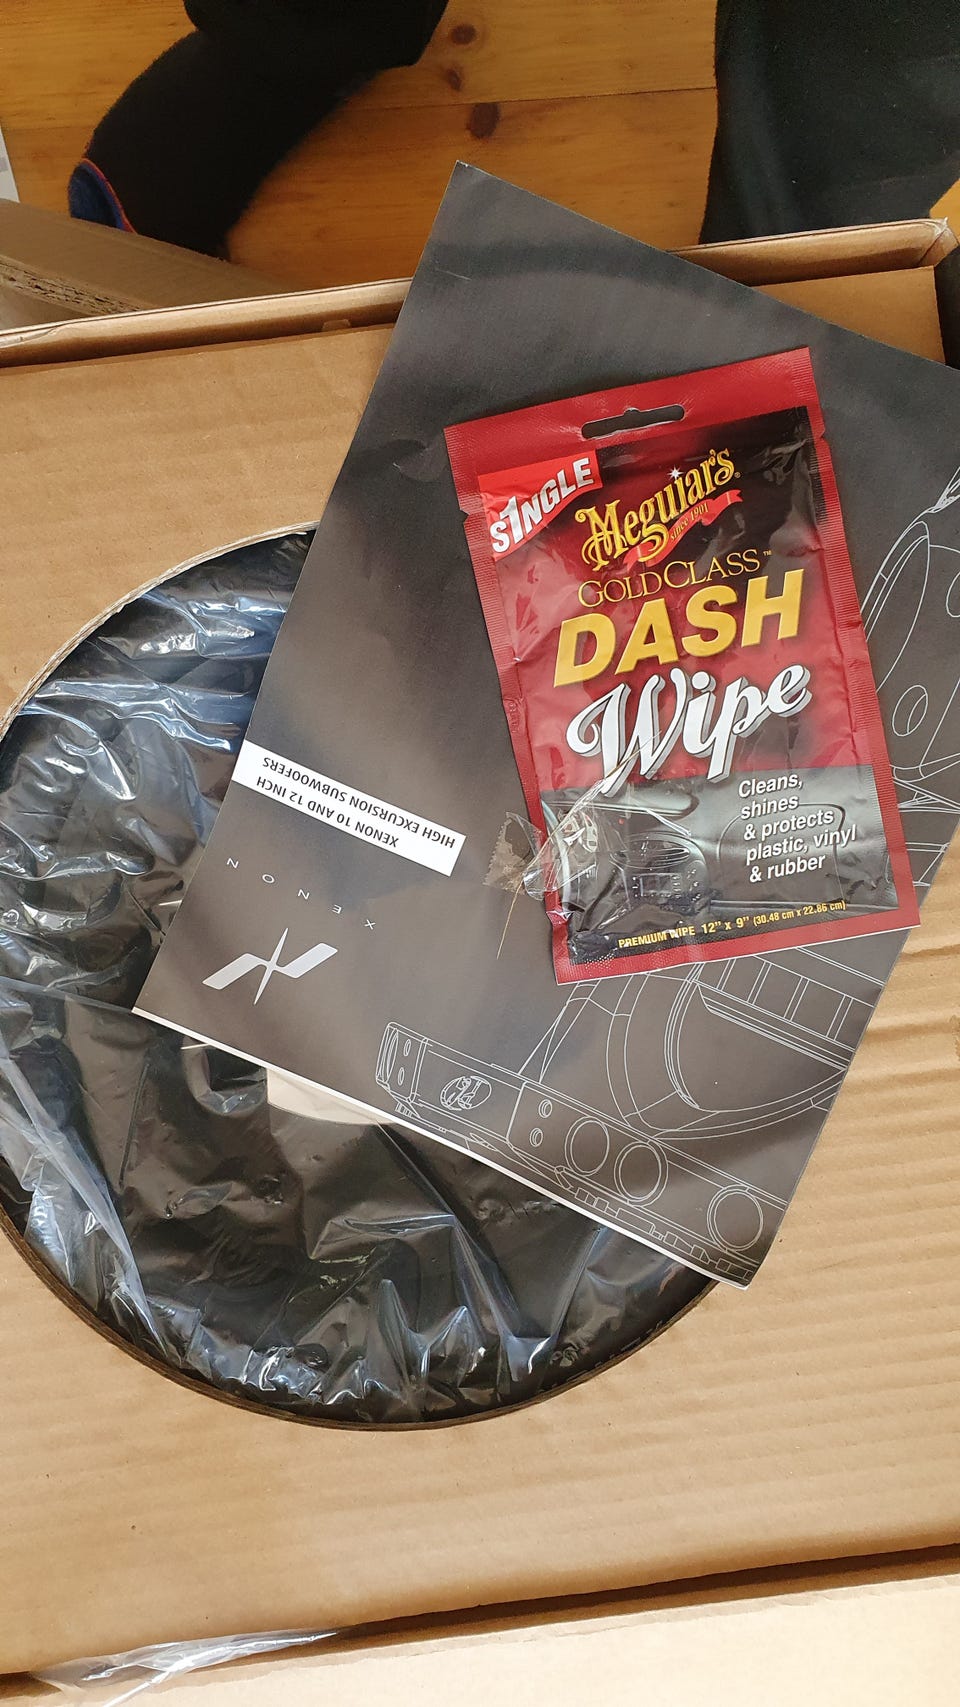 S1NGLE
Meguiar's®
since 1901
GOLD CLASS™
DASH
Wipe
Cleans,
shines
& protects
plastic, vinyl
& rubber
PREMIUM WIPE 12" x 9" (30.48 cm x 22.86 cm)
XENON
XENON 10 AND 12 INCH
HIGH EXCURSION SUBWOOFERS